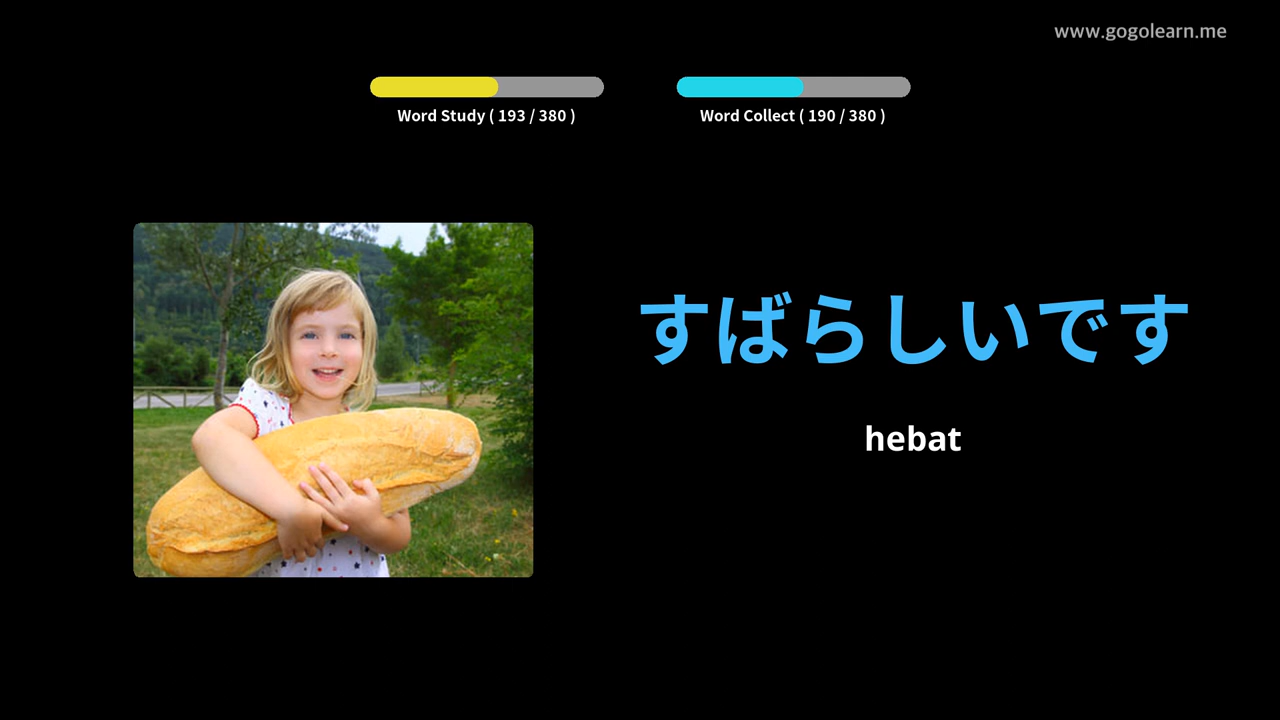 www.gogolearn.me
Word Study ( 193 / 380 )
Word Collect ( 190 / 380 )
すばらしいです
hebat